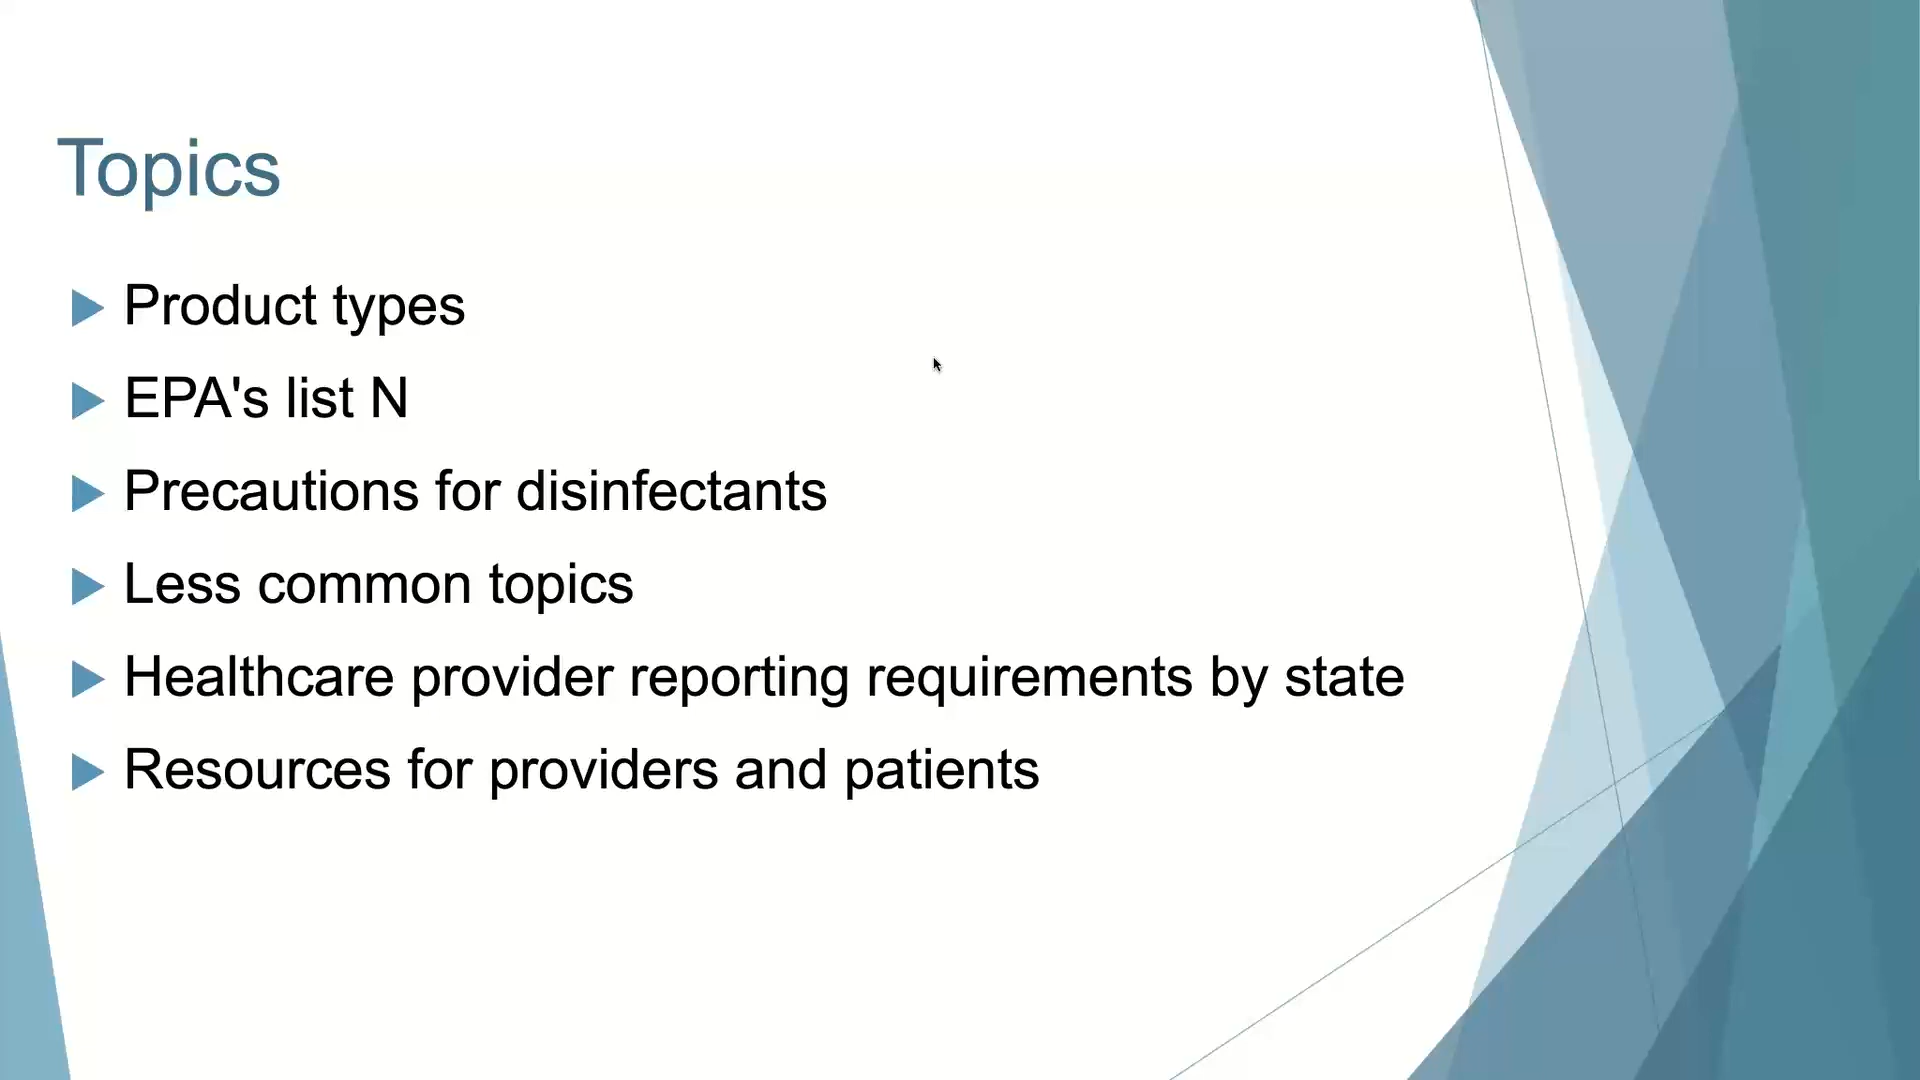 Topics
Product types
EPA's list N
Precautions for disinfectants
Less common topics
Healthcare provider reporting requirements by state
Resources for providers and patients